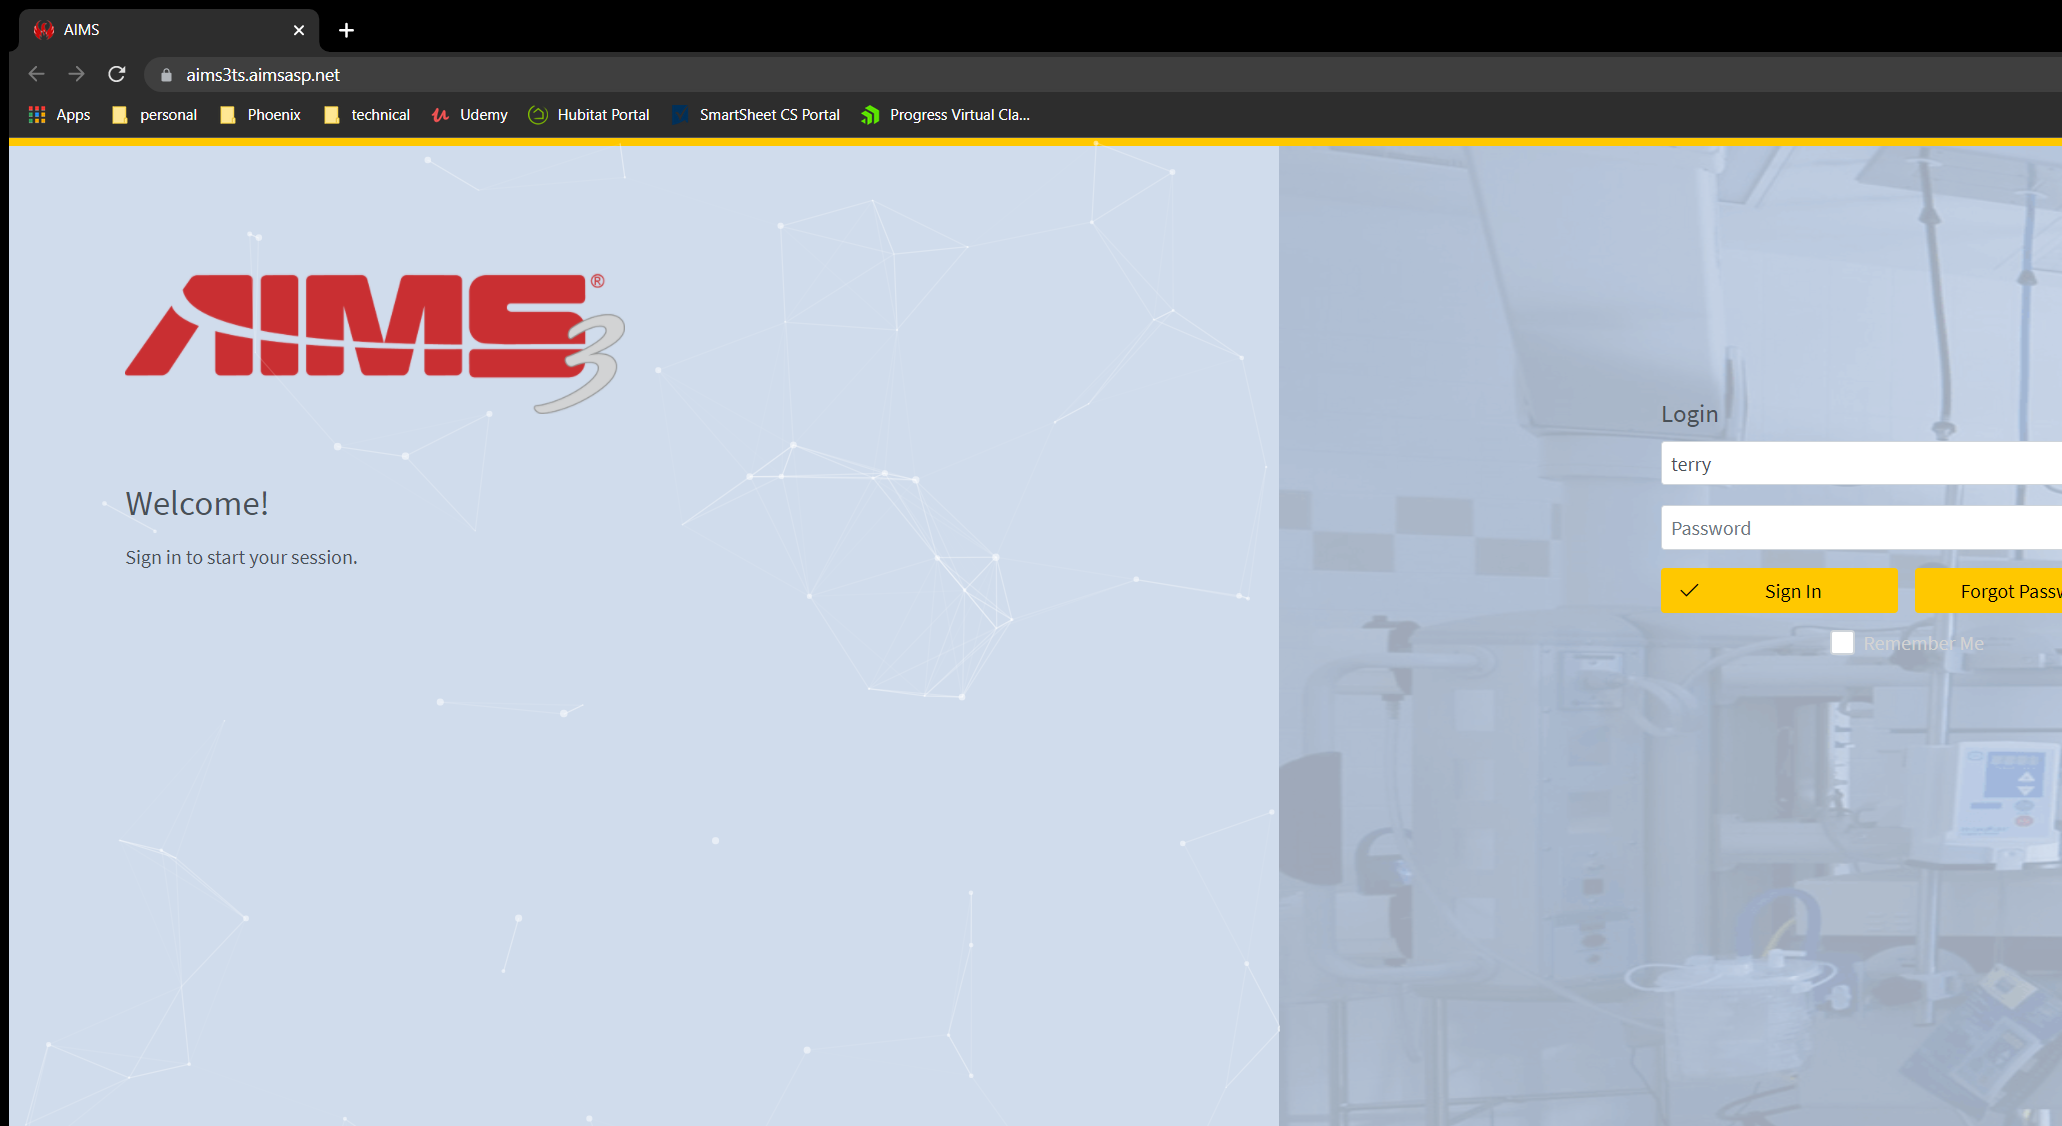 AIMS
aims3ts.aimsasp.net
Apps personal Phoenix technical Udemy Hubitat Portal SmartSheet CS Portal Progress Virtual Cla...
AIMS®3
Welcome!
Sign in to start your session.
Login
terry
Password
Sign In Forgot Passw
Remember Me